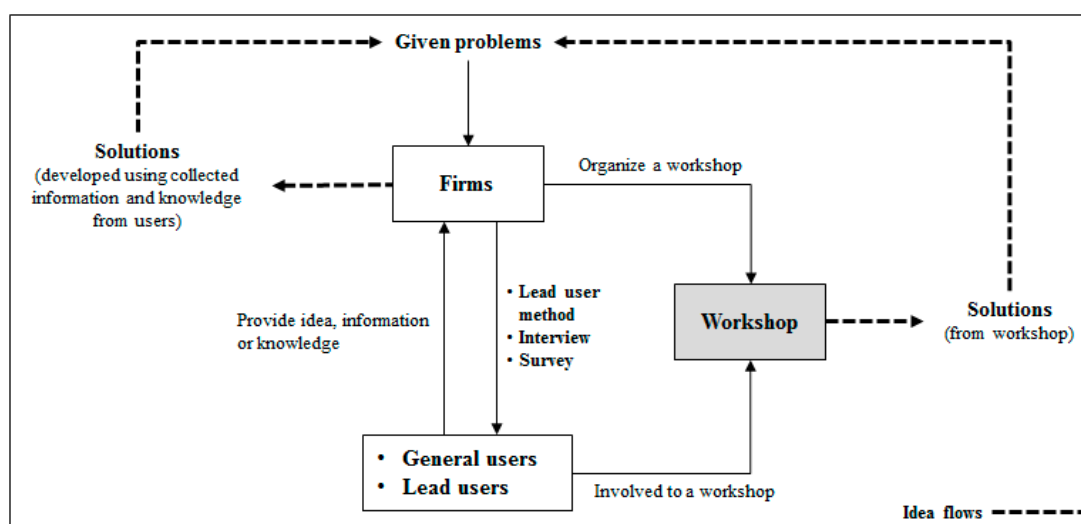 Given problems
Solutions
(developed using collected
information and knowledge
from users)
Firms
Organize a workshop
Provide idea, information
or knowledge
• Lead user
method
• Interview
• Survey
Workshop
Solutions
(from workshop)
• General users
• Lead users
Involved to a workshop
Idea flows